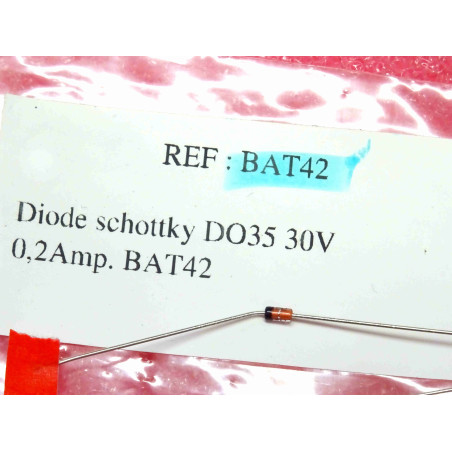 REF : BAT42
Diode schottky DO35 30V
0,2Amp. BAT42